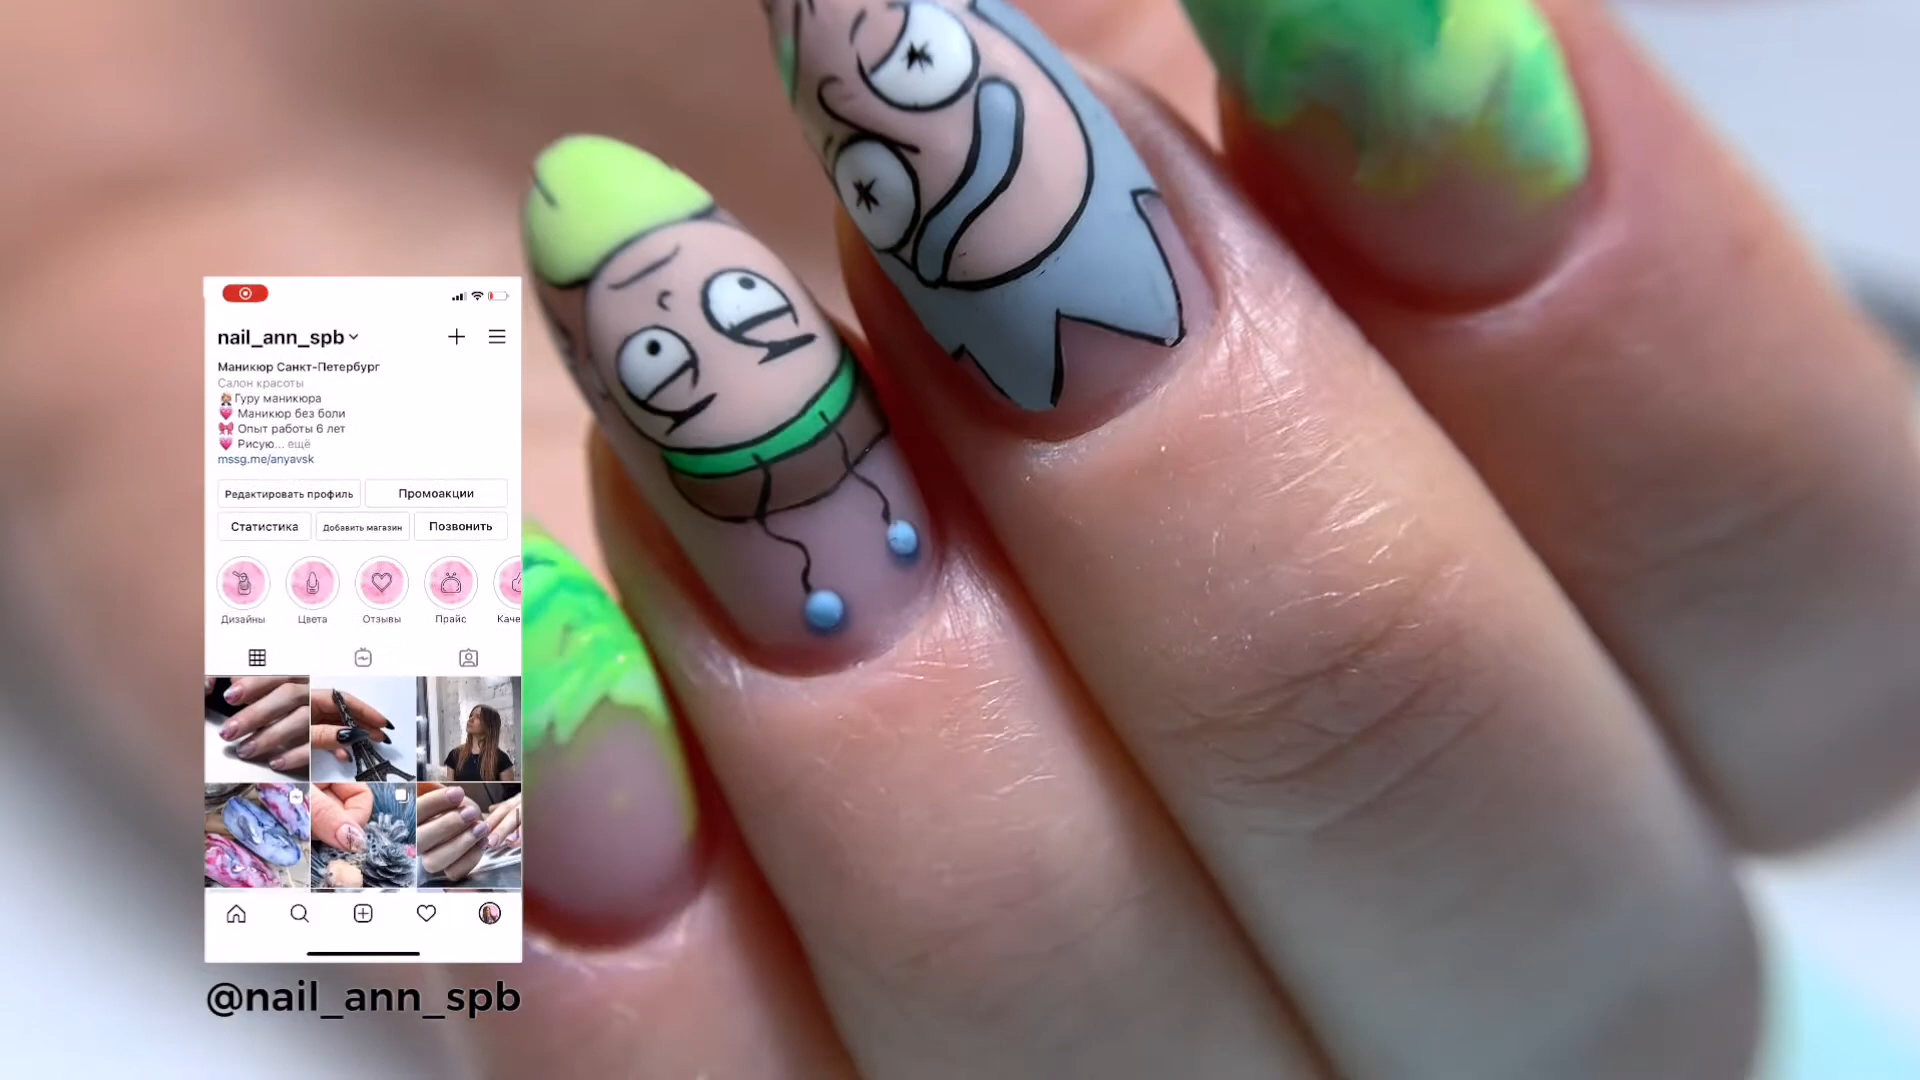 nail_ann_spb
Маникюр Санкт-Петербург
Салон красоты
Гуру маникюра
Маникюр без боли
Опыт работы 6 лет
Рисую... ещё
mssg.me/anyavsk
Редактировать профиль
Промоакции
Статистика
Добавить магазин
Позвонить
Дизайны
Цвета
Отзывы
Прайс
Каче
@nail_ann_spb